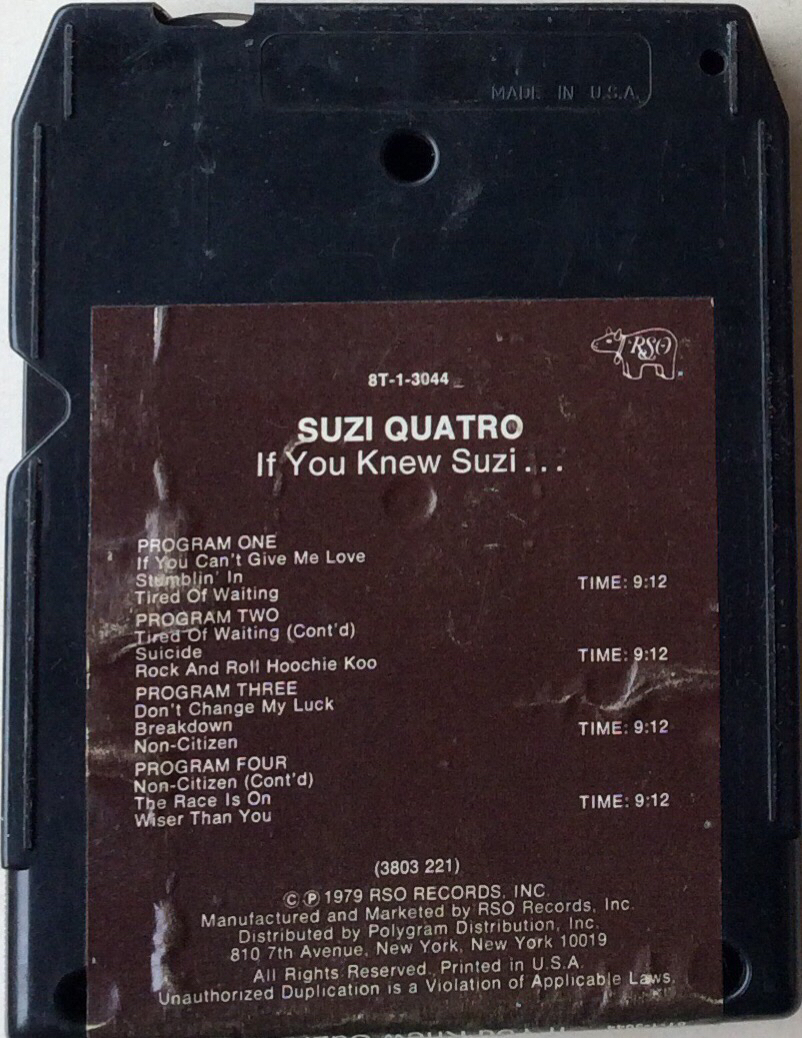 MADE IN U.S.A.
RSO
8T-1-3044
SUZI QUATRO
If You Knew Suzi...
PROGRAM ONE
If You Can't Give Me Love
Stumblin' In
TIME: 9:12
Tired Of Waiting
PROGRAM TWO
Tired Of Waiting (Cont'd)
Suicide
TIME: 9:12
Rock And Roll Hoochie Koo
PROGRAM THREE
Don't Change My Luck
Breakdown
TIME: 9:12
Non-Citizen
PROGRAM FOUR
Non-Citizen (Cont'd)
The Race Is On
TIME: 9:12
Wiser Than You
(3803 221)
© ℗ 1979 RSO RECORDS, INC.
Manufactured and Marketed by RSO Records, Inc.
Distributed by Polygram Distribution, Inc.
810 7th Avenue, New York, New York 10019
All Rights Reserved. Printed in U.S.A.
Unauthorized Duplication is a Violation of Applicable Laws.